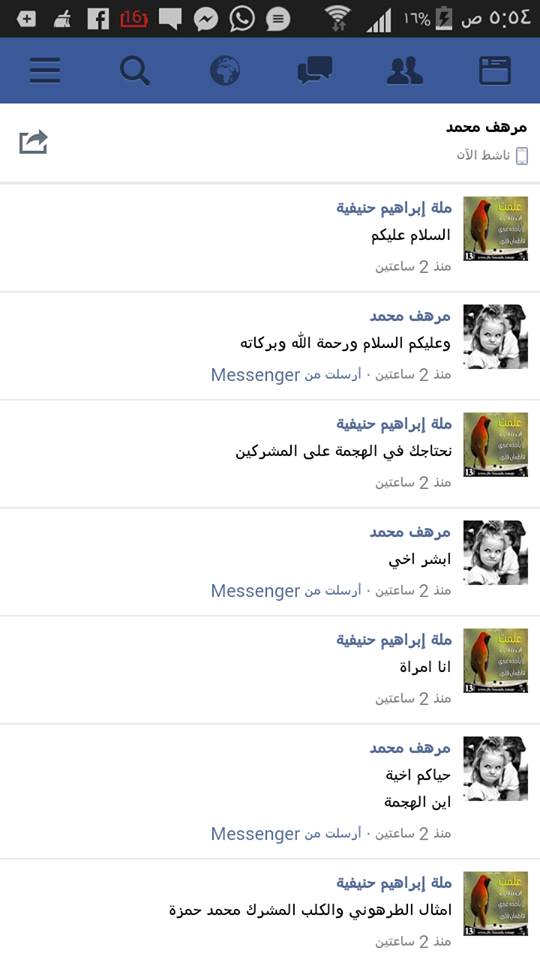 16
١٦% ٥:٥٤ ص
مرهف محمد
ناشط الآن
ملة إبراهيم حنيفية
السلام عليكم
منذ 2 ساعتين
مرهف محمد
وعليكم السلام ورحمة الله وبركاته
منذ 2 ساعتين · أرسلت من Messenger
ملة إبراهيم حنيفية
نحتاجك في الهجمة على المشركين
منذ 2 ساعتين
مرهف محمد
ابشر اخي
منذ 2 ساعتين · أرسلت من Messenger
ملة إبراهيم حنيفية
انا امراة
منذ 2 ساعتين
مرهف محمد
حياكم اخية
اين الهجمة
منذ 2 ساعتين · أرسلت من Messenger
ملة إبراهيم حنيفية
امثال الطرهوني والكلب المشرك محمد حمزة
منذ 2 ساعتين